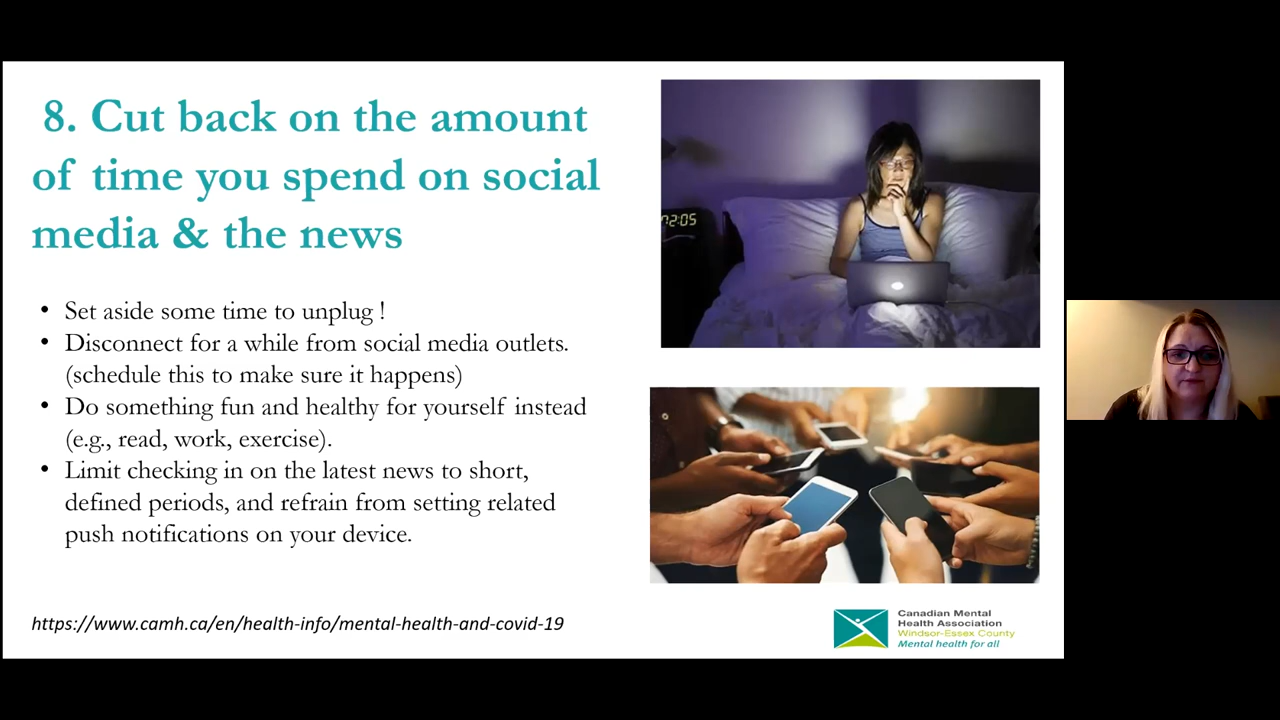 8. Cut back on the amount
of time you spend on social
media & the news
• Set aside some time to unplug !
• Disconnect for a while from social media outlets.
(schedule this to make sure it happens)
• Do something fun and healthy for yourself instead
(e.g., read, work, exercise).
• Limit checking in on the latest news to short,
defined periods, and refrain from setting related
push notifications on your device.
https://www.camh.ca/en/health-info/mental-health-and-covid-19
02:05
Canadian Mental
Health Association
Windsor-Essex County
Mental health for all